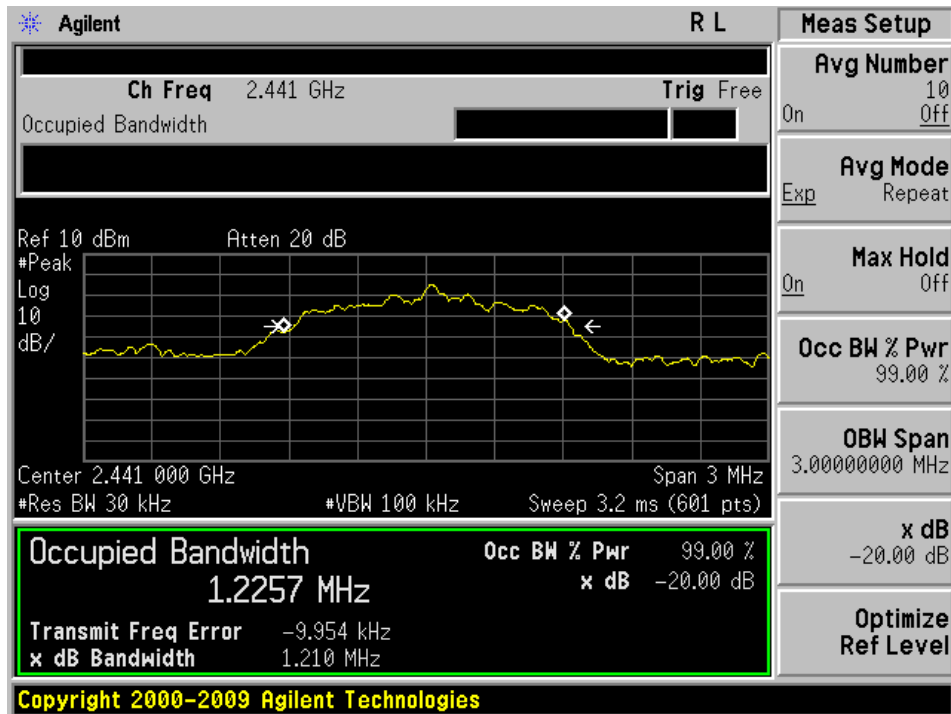 Agilent R L
Ch Freq 2.441 GHz Trig Free
Occupied Bandwidth
Ref 10 dBm Atten 20 dB
#Peak
Log
10
dB/
Center 2.441 000 GHz Span 3 MHz
#Res BW 30 kHz #VBW 100 kHz Sweep 3.2 ms (601 pts)
Occupied Bandwidth Occ BW % Pwr 99.00 %
1.2257 MHz x dB -20.00 dB
Transmit Freq Error -9.954 kHz
x dB Bandwidth 1.210 MHz
Copyright 2000-2009 Agilent Technologies
Meas Setup
Avg Number
10
On Off
Avg Mode
Exp Repeat
Max Hold
On Off
Occ BW % Pwr
99.00 %
OBW Span
3.00000000 MHz
x dB
-20.00 dB
Optimize
Ref Level